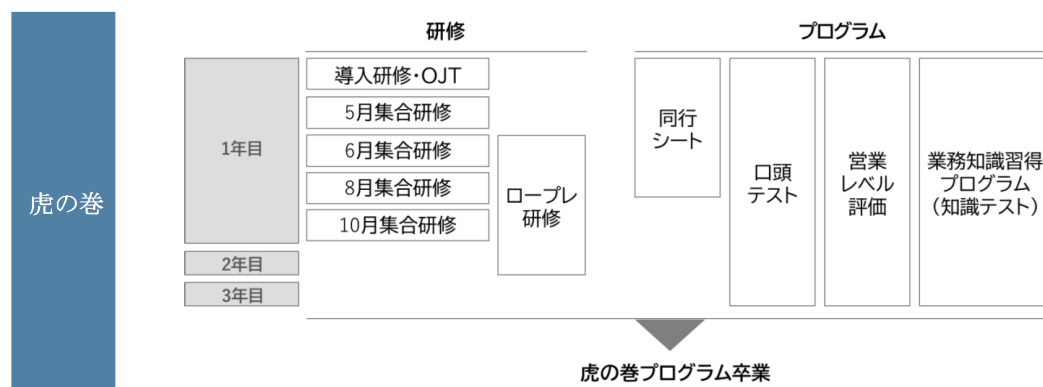 虎の巻
研修
プログラム
1年目
2年目
3年目
導入研修・OJT
5月集合研修
6月集合研修
8月集合研修
10月集合研修
ロープレ
研修
同行
シート
口頭
テスト
営業
レベル
評価
業務知識習得
プログラム
（知識テスト）
虎の巻プログラム卒業